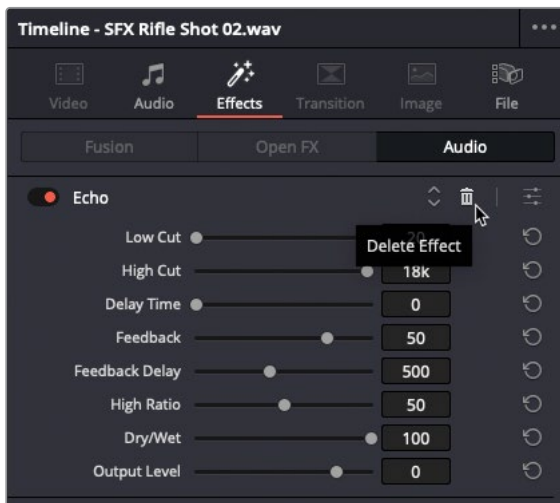 Timeline - SFX Rifle Shot 02.wav
Video Audio Effects Transition Image File
Fusion Open FX Audio
Echo
Low Cut 20
Delete Effect
High Cut 18k
Delay Time 0
Feedback 50
Feedback Delay 500
High Ratio 50
Dry/Wet 100
Output Level 0